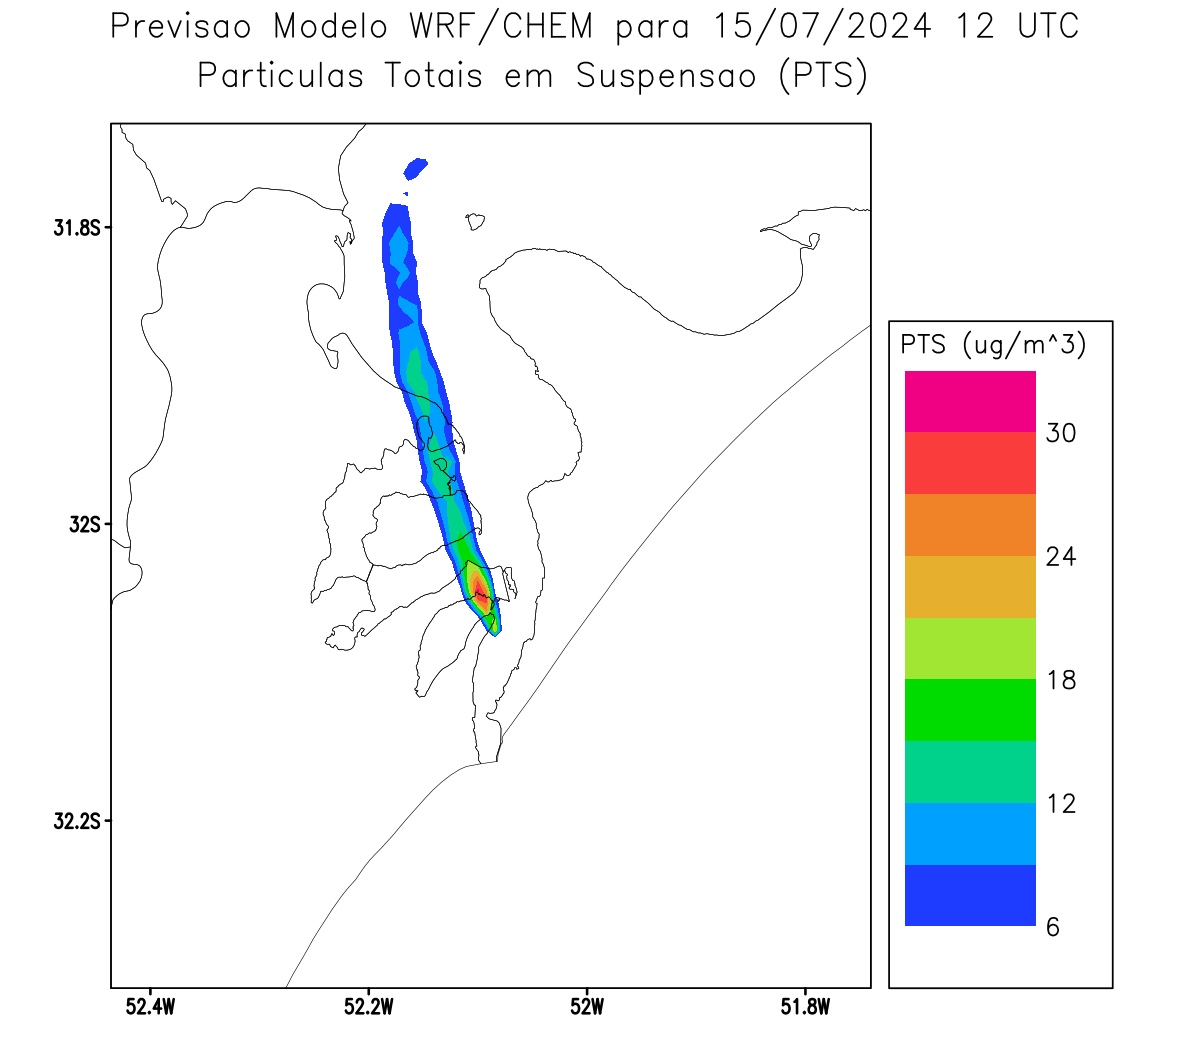 Previsao Modelo WRF/CHEM para 15/07/2024 12 UTC
Particulas Totais em Suspensao (PTS)
31.8S
32S
32.2S
52.4W
52.2W
52W
51.8W
PTS (ug/m^3)
30
24
18
12
6